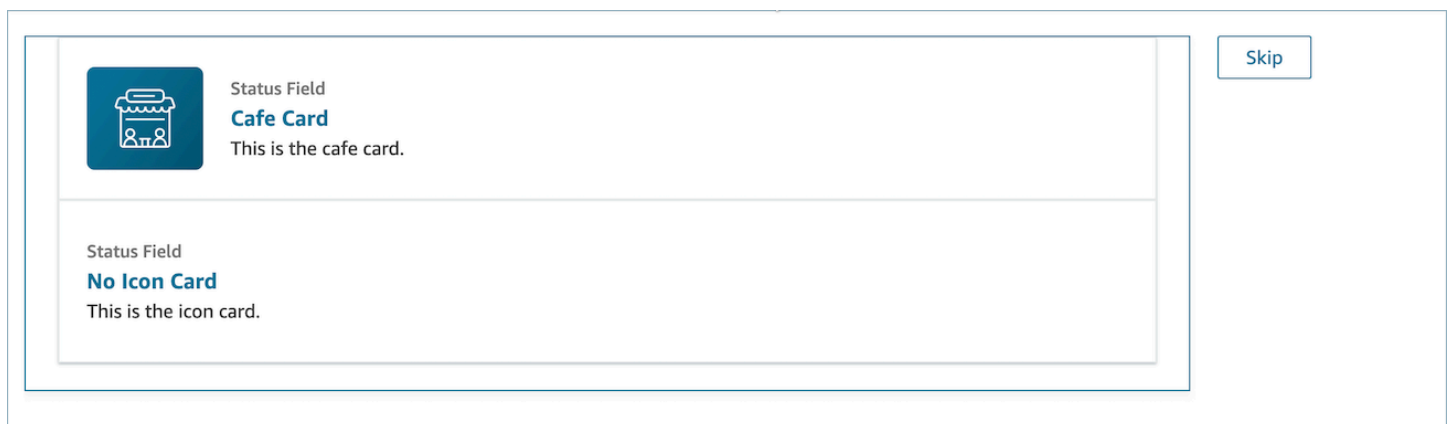 Status Field
Cafe Card
This is the cafe card.
Skip
Status Field
No Icon Card
This is the icon card.